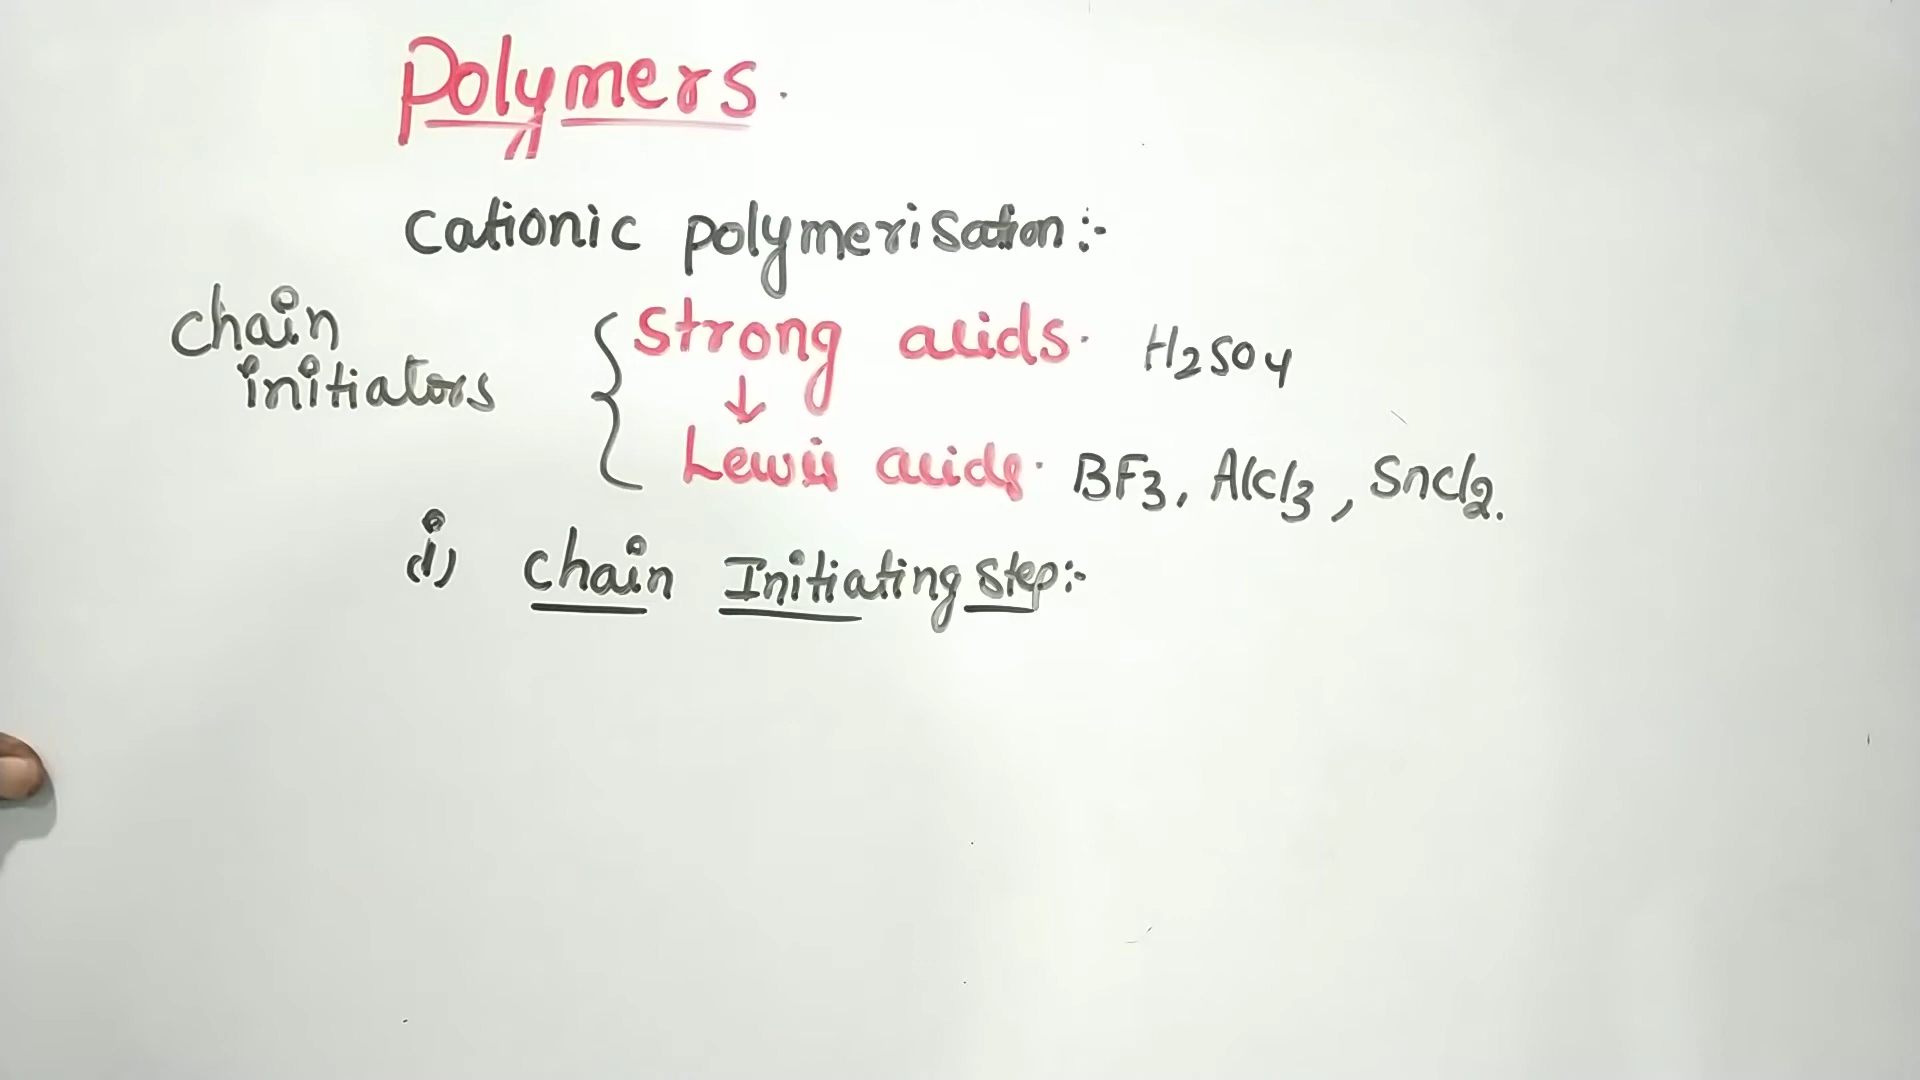 Polymers.
Cationic polymerisation:-
chain
initiators
{ Strong acids. H2SO4
↓
Lewis acids. BF3, AlCl3, SnCl2.
(i) chain Initiating step:-